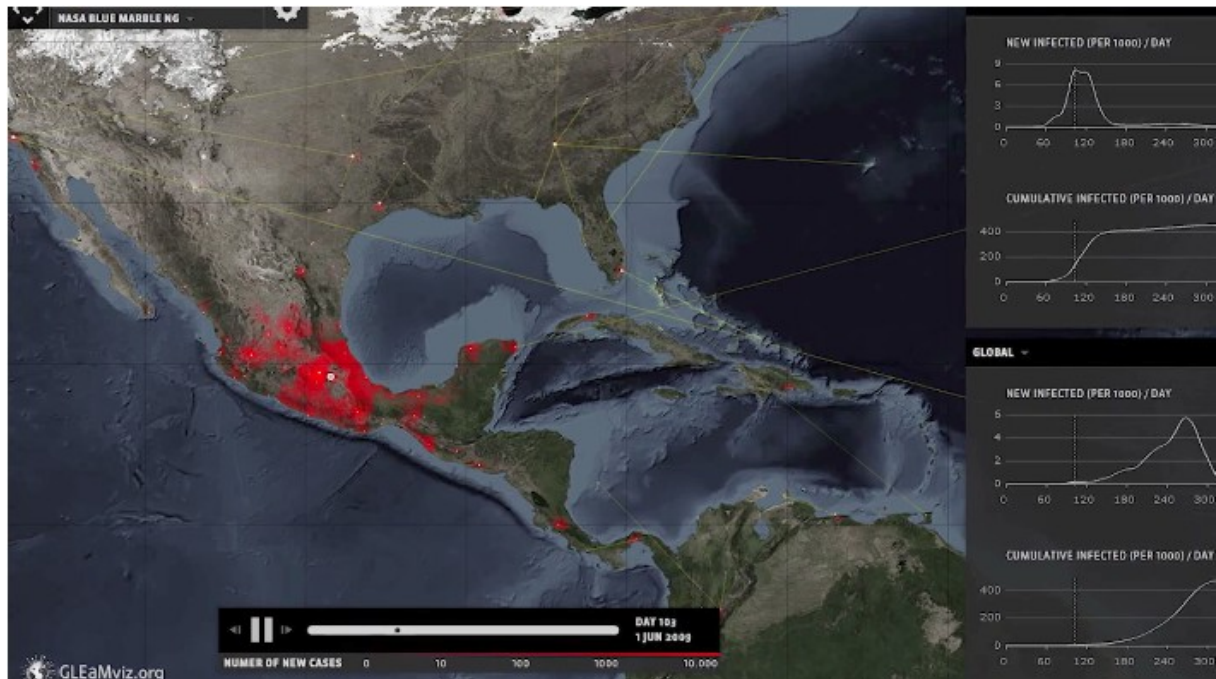 NASA BLUE MARBLE NG
NEW INFECTED (PER 1000) / DAY
9
6
3
0
0 60 120 180 240 300
CUMULATIVE INFECTED (PER 1000) / DAY
400
200
0
0 60 120 180 240 300
GLOBAL
NEW INFECTED (PER 1000) / DAY
6
4
2
0
0 60 120 180 240 300
CUMULATIVE INFECTED (PER 1000) / DAY
400
200
0
0 60 120 180 240 300
DAY 103
1 JUN 2009
NUMER OF NEW CASES 0 10 100 1000 10.000
GLEaMviz.org